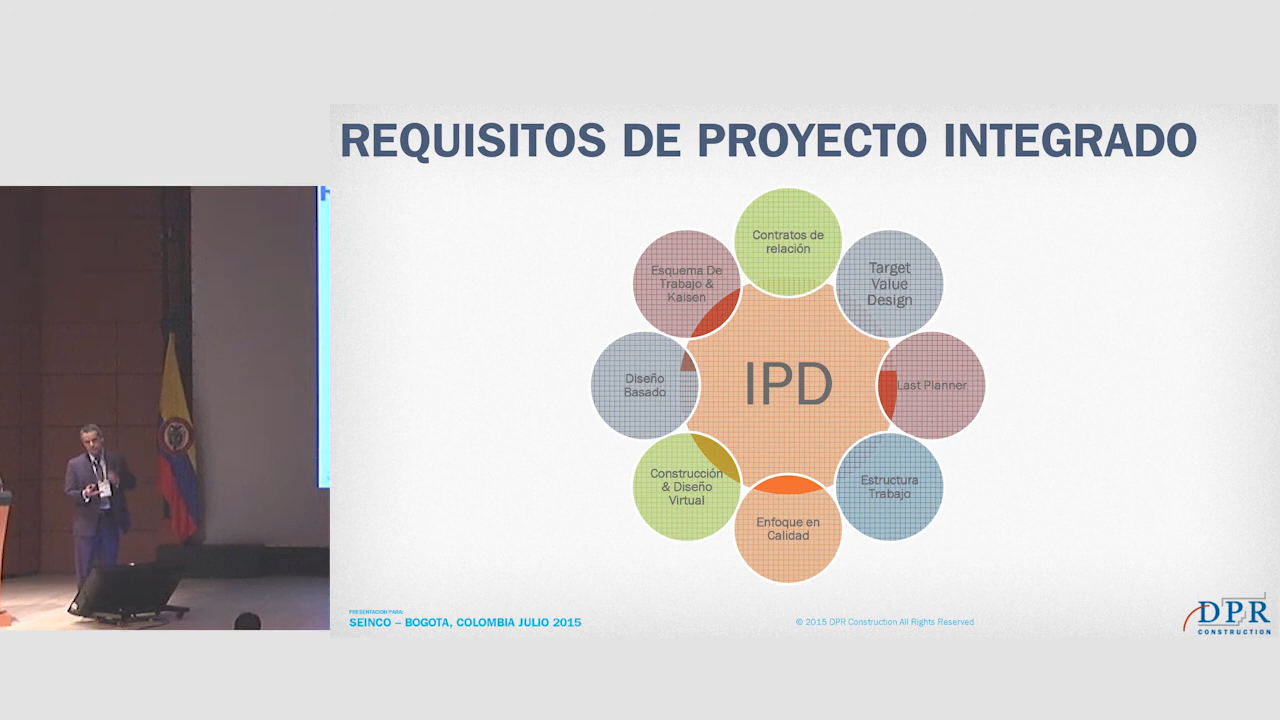 REQUISITOS DE PROYECTO INTEGRADO
Contratos de
relación
Target
Value
Design
Last Planner
Estructura
Trabajo
Enfoque en
Calidad
Construcción
& Diseño
Virtual
Diseño
Basado
Esquema De
Trabajo &
Kaisen
IPD
PRESENTACION PARA:
SEINCO – BOGOTA, COLOMBIA JULIO 2015
© 2015 DPR Construction All Rights Reserved
DPR
CONSTRUCTION